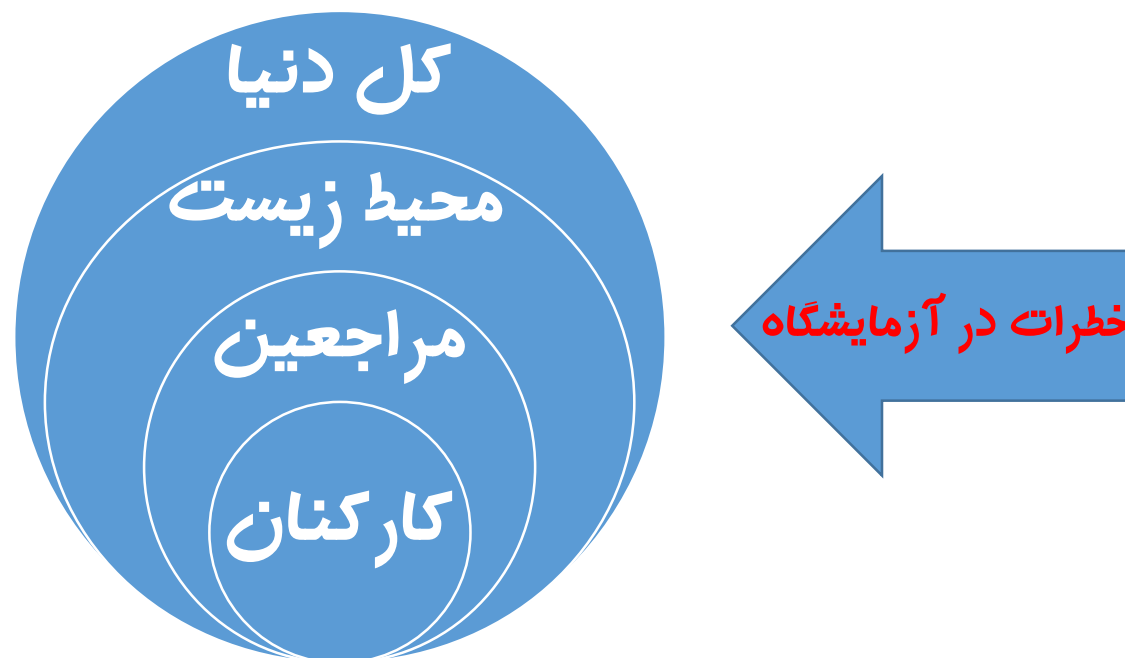 کل دنیا
محیط زیست
مراجعین
کارکنان
خطرات در آزمایشگاه